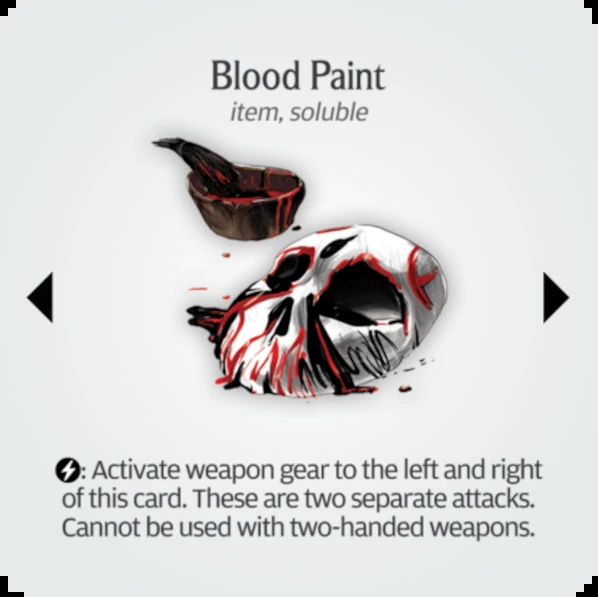 Blood Paint
item, soluble
: Activate weapon gear to the left and right
of this card. These are two separate attacks.
Cannot be used with two-handed weapons.